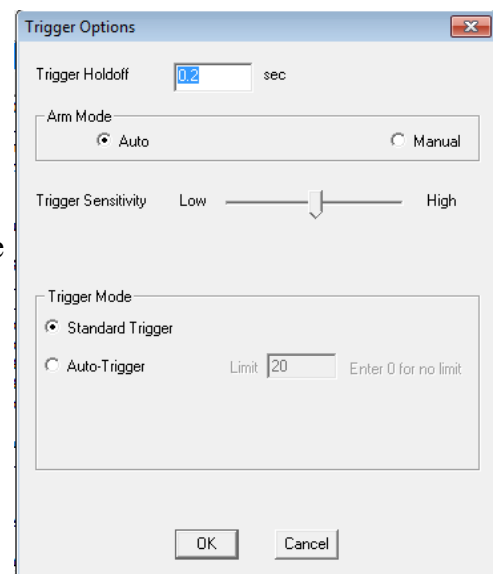 Trigger Options
Trigger Holdoff 0.2 sec
Arm Mode
Auto Manual
Trigger Sensitivity Low High
e
Trigger Mode
Standard Trigger
Auto-Trigger Limit 20 Enter 0 for no limit
OK Cancel